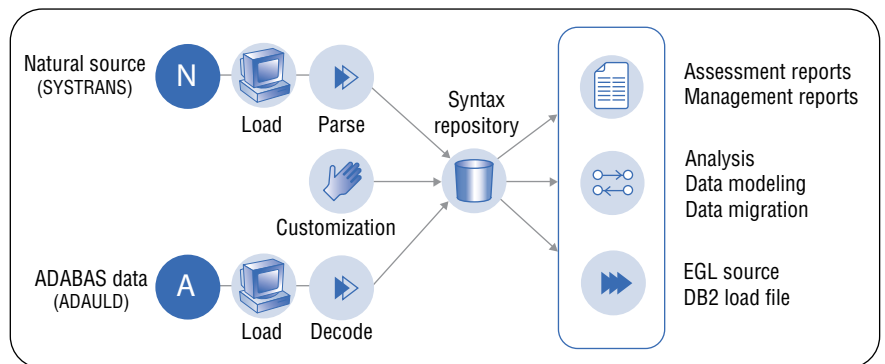 Natural source
(SYSTRANS)
N
Load
Parse
Syntax
repository
Customization
ADABAS data
(ADAULD)
A
Load
Decode
Assessment reports
Management reports
Analysis
Data modeling
Data migration
EGL source
DB2 load file